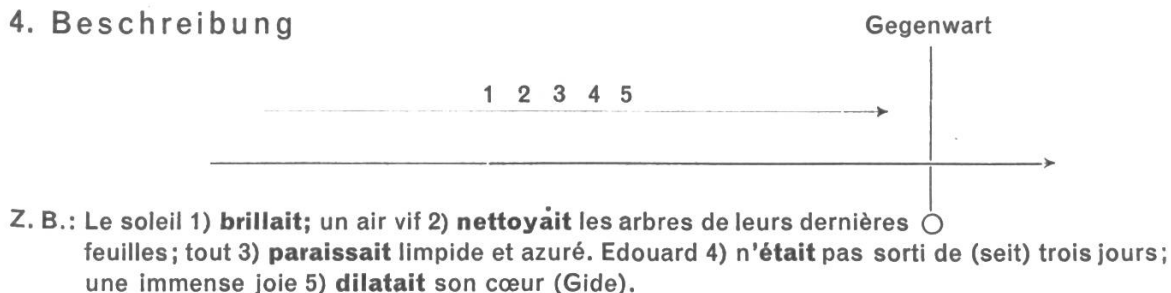 4. Beschreibung
Gegenwart
1 2 3 4 5
Z. B.: Le soleil 1) brillait; un air vif 2) nettoyait les arbres de leurs dernières
feuilles; tout 3) paraissait limpide et azuré. Edouard 4) n'était pas sorti de (seit) trois jours;
une immense joie 5) dilatait son cœur (Gide).